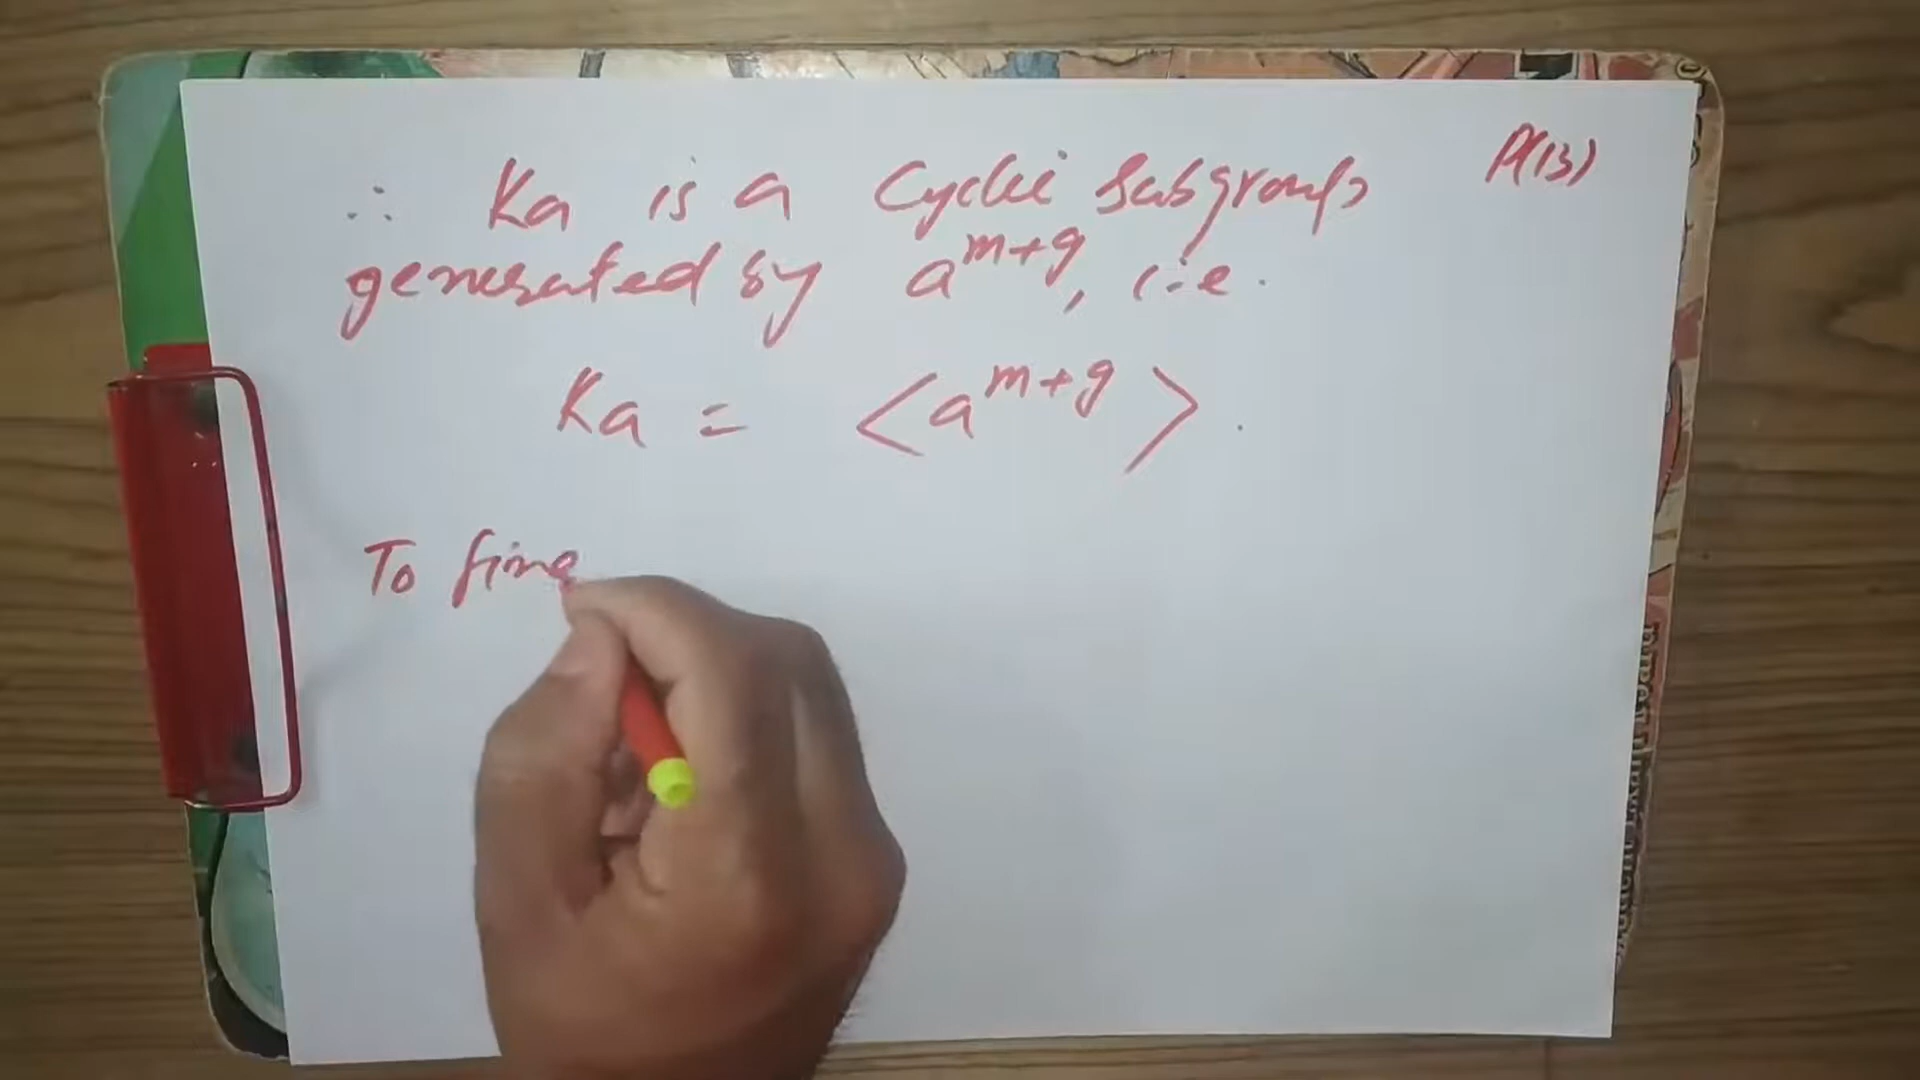 P(13)
∴ Ka is a Cyclic Subgroup
generated by a^{m+q}, i.e.
Ka = <a^{m+q}>.
To find